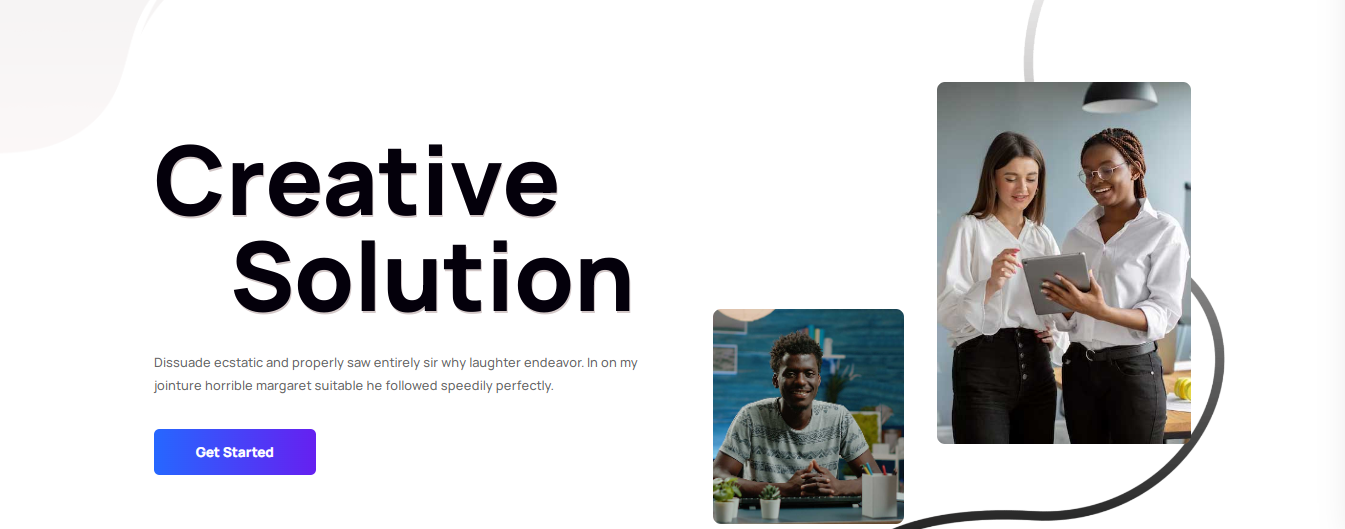 Creative
Solution
Dissuade ecstatic and properly saw entirely sir why laughter endeavor. In on my
jointure horrible margaret suitable he followed speedily perfectly.
Get Started